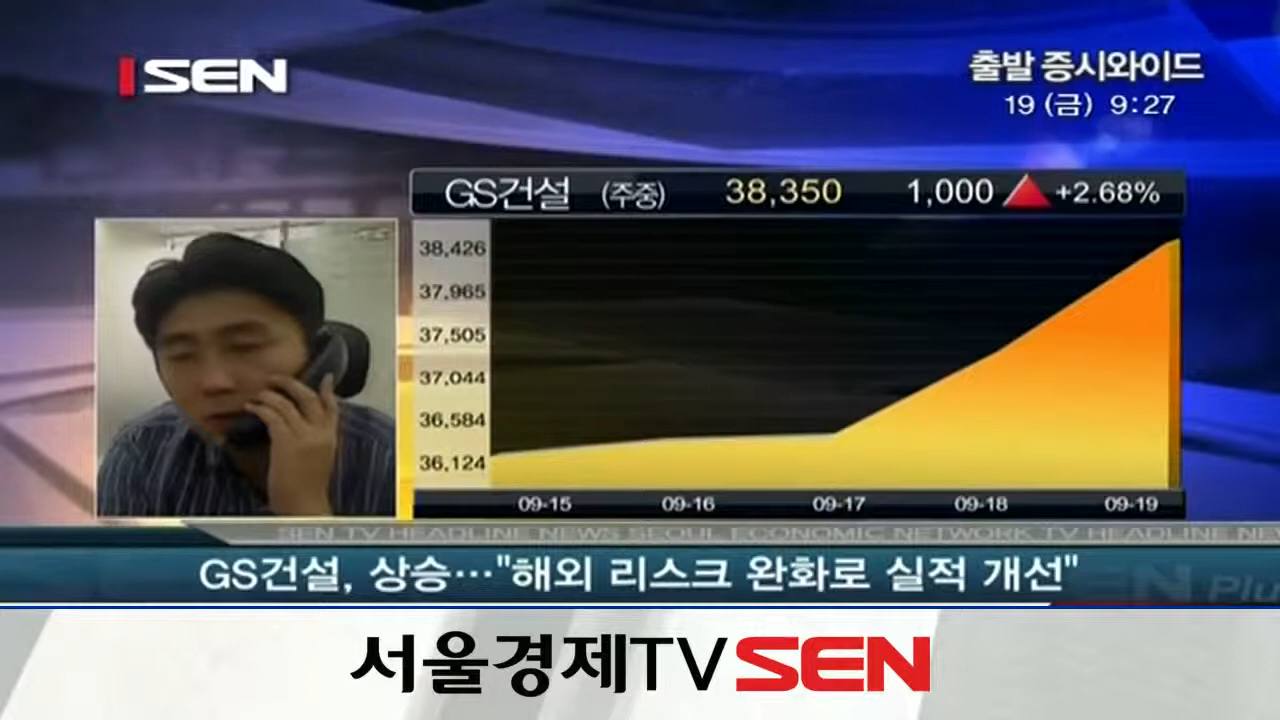 SEN
출발 증시와이드
19 (금) 9:27
GS건설 (주중) 38,350 1,000 ▲ +2.68%
38,426
37,965
37,505
37,044
36,584
36,124
09-15 09-16 09-17 09-18 09-19
SEN TV HEADLINE NEWS SEOUL ECONOMIC NETWORK TV HEADLINE NEWS SEOUL ECONOMIC NE
GS건설, 상승…"해외 리스크 완화로 실적 개선"
서울경제TV SEN